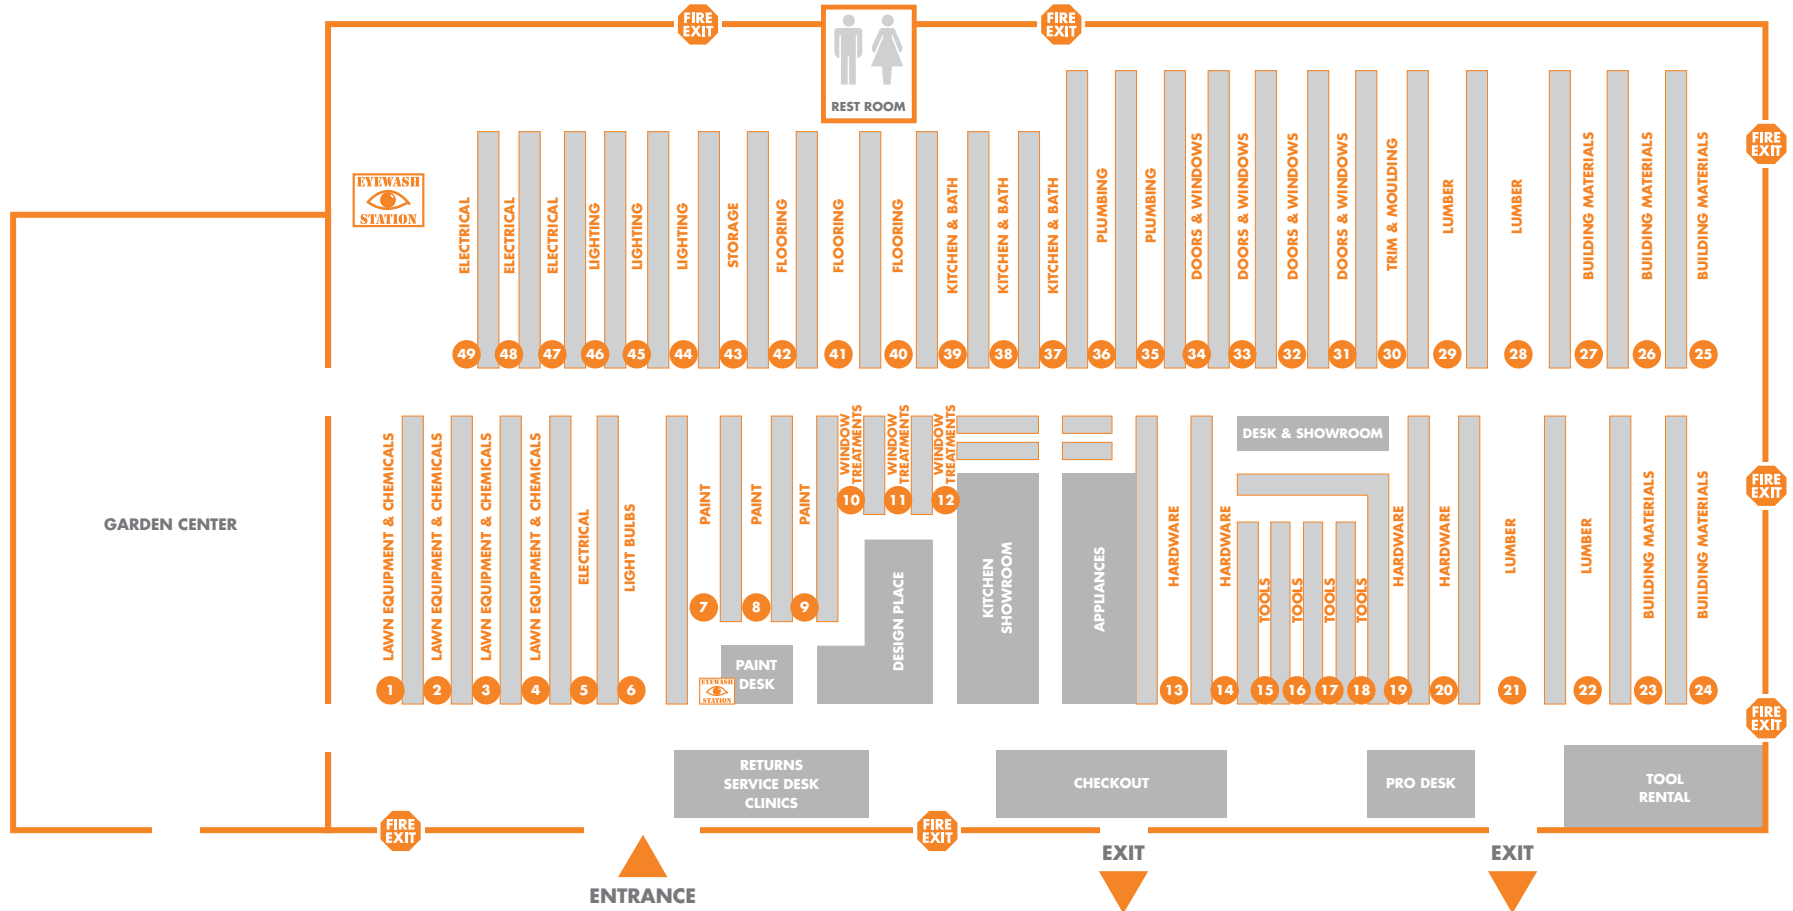 FIRE
EXIT
FIRE
EXIT
REST ROOM
FIRE
EXIT
EYEWASH
STATION
ELECTRICAL
ELECTRICAL
ELECTRICAL
LIGHTING
LIGHTING
LIGHTING
STORAGE
FLOORING
FLOORING
FLOORING
KITCHEN & BATH
KITCHEN & BATH
KITCHEN & BATH
PLUMBING
PLUMBING
DOORS & WINDOWS
DOORS & WINDOWS
DOORS & WINDOWS
DOORS & WINDOWS
TRIM & MOULDING
LUMBER
LUMBER
BUILDING MATERIALS
BUILDING MATERIALS
BUILDING MATERIALS
49
48
47
46
45
44
43
42
41
40
39
38
37
36
35
34
33
32
31
30
29
28
27
26
25
GARDEN CENTER
LAWN EQUIPMENT & CHEMICALS
LAWN EQUIPMENT & CHEMICALS
LAWN EQUIPMENT & CHEMICALS
LAWN EQUIPMENT & CHEMICALS
ELECTRICAL
LIGHT BULBS
PAINT
PAINT
PAINT
WINDOW
TREATMENTS
WINDOW
TREATMENTS
WINDOW
TREATMENTS
10
11
12
7
8
9
DESIGN PLACE
KITCHEN
SHOWROOM
APPLIANCES
HARDWARE
HARDWARE
DESK & SHOWROOM
TOOLS
TOOLS
TOOLS
TOOLS
HARDWARE
HARDWARE
LUMBER
LUMBER
BUILDING MATERIALS
BUILDING MATERIALS
FIRE
EXIT
PAINT
DESK
EYEWASH
STATION
1
2
3
4
5
6
13
14
15
16
17
18
19
20
21
22
23
24
FIRE
EXIT
RETURNS
SERVICE DESK
CLINICS
CHECKOUT
PRO DESK
TOOL
RENTAL
FIRE
EXIT
FIRE
EXIT
ENTRANCE
EXIT
EXIT